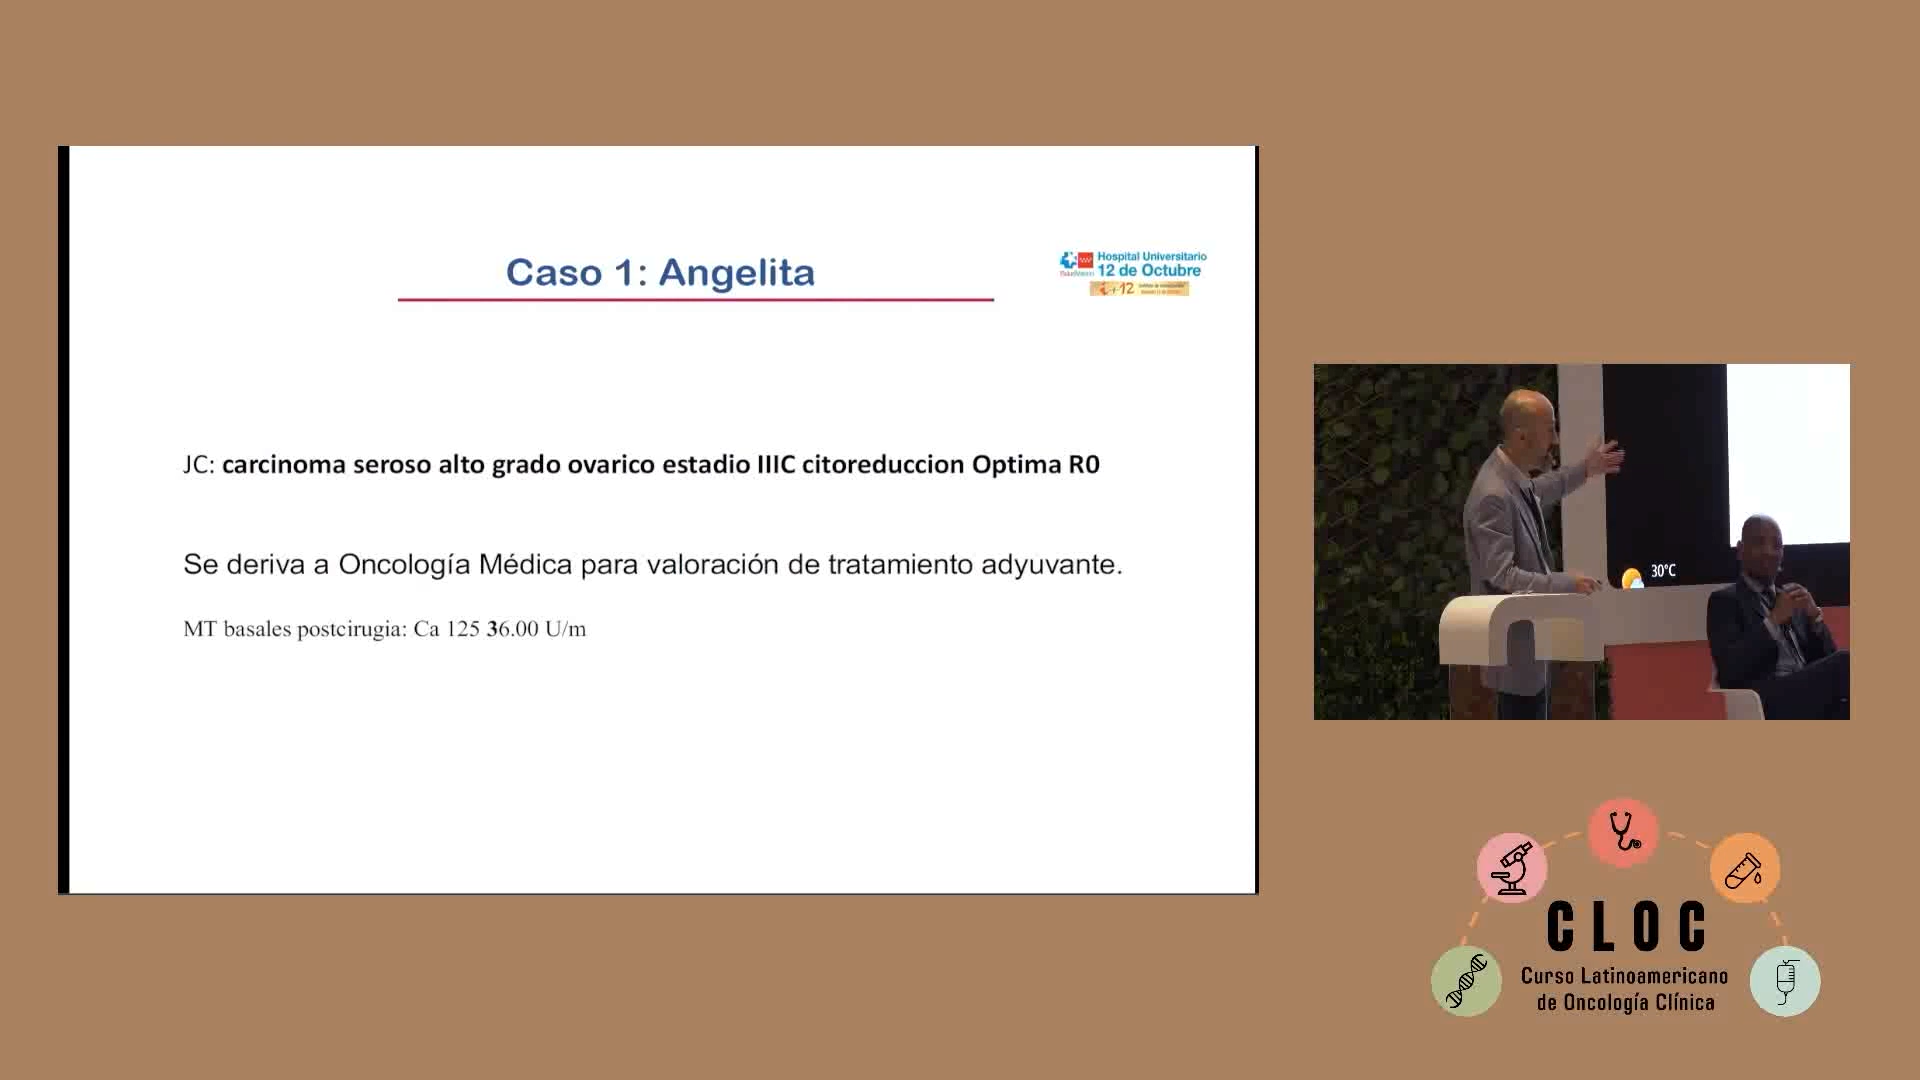 Caso 1: Angelita
Hospital Universitario
12 de Octubre
i+12
JC: carcinoma seroso alto grado ovarico estadio IIIC citoreduccion Optima R0
Se deriva a Oncología Médica para valoración de tratamiento adyuvante.
MT basales postcirugia: Ca 125 36.00 U/m
30°C
CLOC
Curso Latinoamericano
de Oncología Clínica